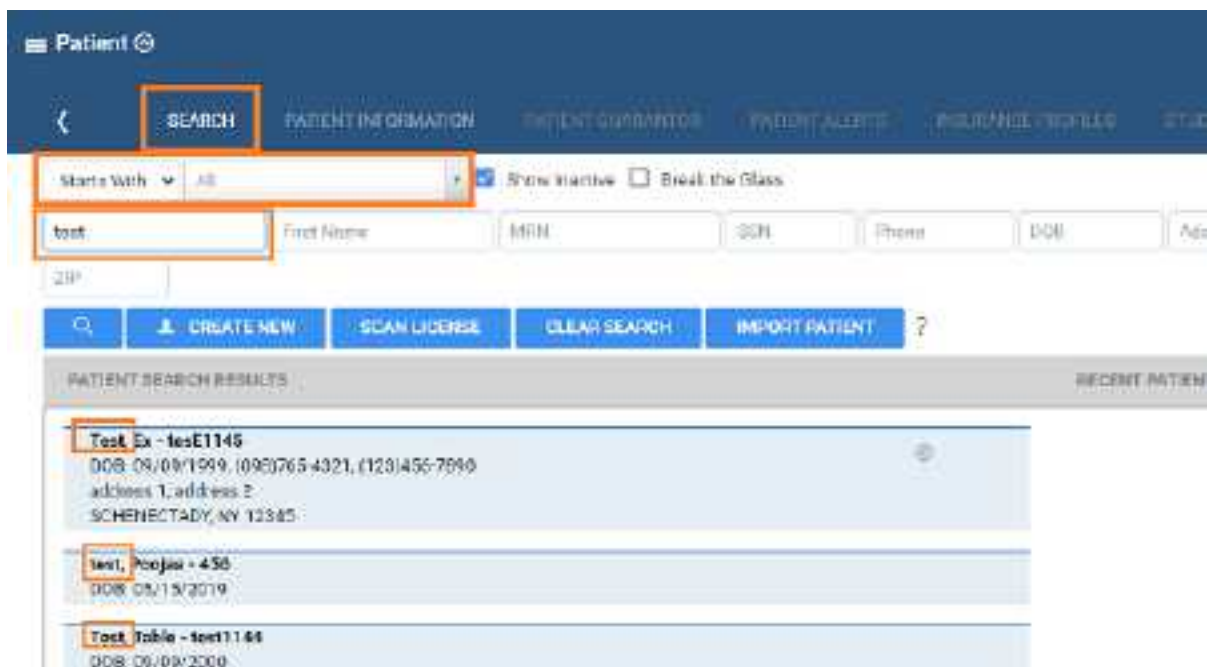 Patient
SEARCH PATIENT INFORMATION PATIENT GUARANTOR PATIENT ALERTS INSURANCE PROFILES
Starts With All Show Inactive Break the Glass
test First Name MRN SSN Phone DOB
ZIP
CREATE NEW SCAN LICENSE CLEAR SEARCH IMPORT PATIENT ?
PATIENT SEARCH RESULTS RECENT PATIEN
Test, Ex - tesE1145
DOB: 09/09/1999, (098)765-4321, (123)456-7890
address 1, address 2
SCHENECTADY, NY 12345
test, Poojaa - 456
DOB: 05/15/2019
Test, Table - test1144
DOB: 09/09/2000